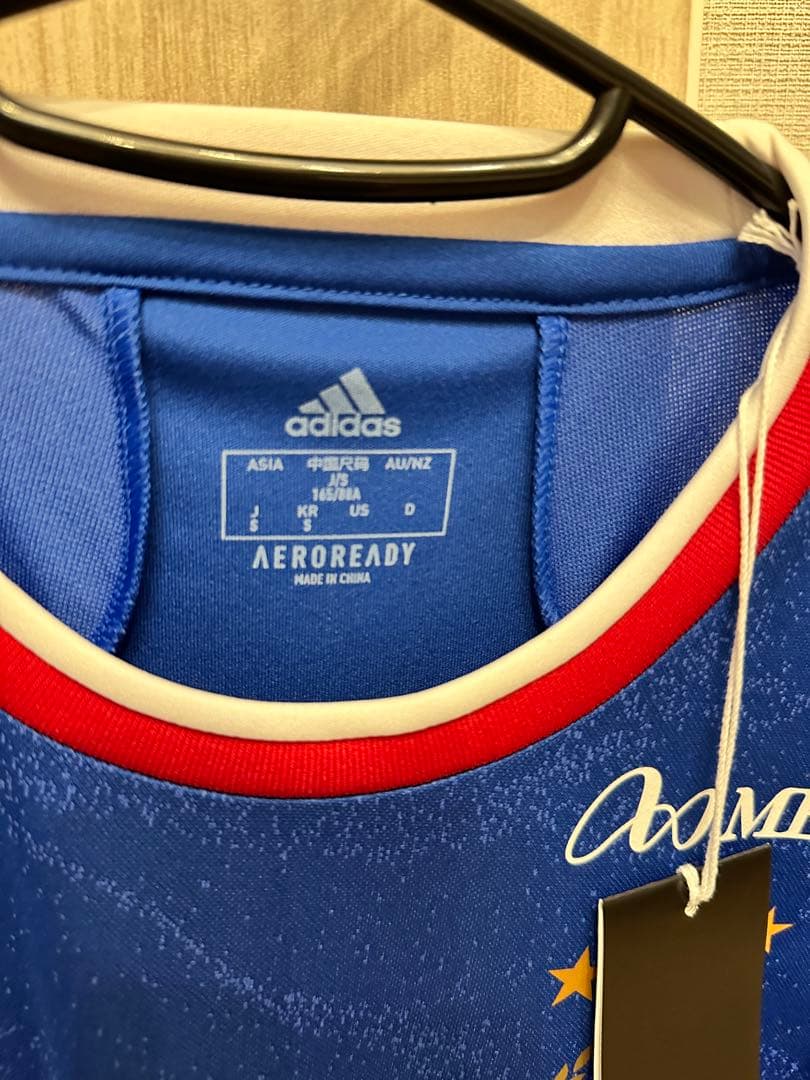 adidas
ASIA 中国尺码 AU/NZ
J/S
165/88A
J KR US D
S S
AEROREADY
MADE IN CHINA